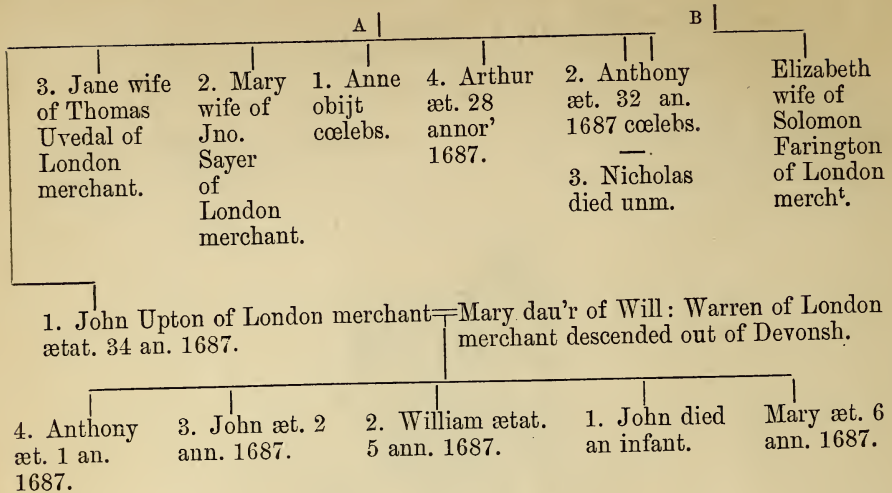 A
B
3. Jane wife
of Thomas
Uvedal of
London
merchant.
2. Mary
wife of
Jno.
Sayer
of
London
merchant.
1. Anne
obijt
cœlebs.
4. Arthur
æt. 28
annor'
1687.
2. Anthony
æt. 32 an.
1687 cœlebs.
—
3. Nicholas
died unm.
Elizabeth
wife of
Solomon
Farington
of London
merchᵗ.
1. John Upton of London merchant=Mary dau'r of Will: Warren of London
ætat. 34 an. 1687.
merchant descended out of Devonsh.
4. Anthony
æt. 1 an.
1687.
3. John æt. 2
ann. 1687.
2. William ætat.
5 ann. 1687.
1. John died
an infant.
Mary æt. 6
ann. 1687.